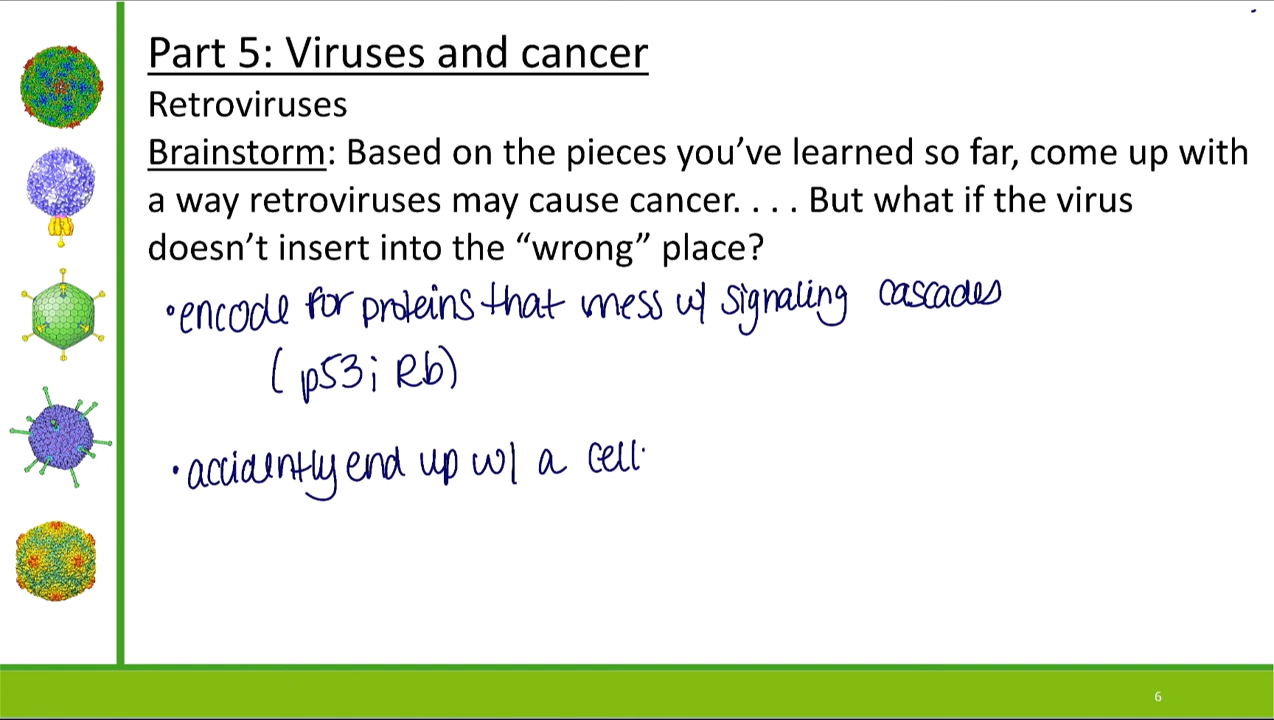 Part 5: Viruses and cancer
Retroviruses
Brainstorm: Based on the pieces you’ve learned so far, come up with
a way retroviruses may cause cancer. . . . But what if the virus
doesn’t insert into the “wrong” place?
•encode for proteins that mess w/ signaling cascades
(p53; Rb)
•accidently end up w/ a cell
6